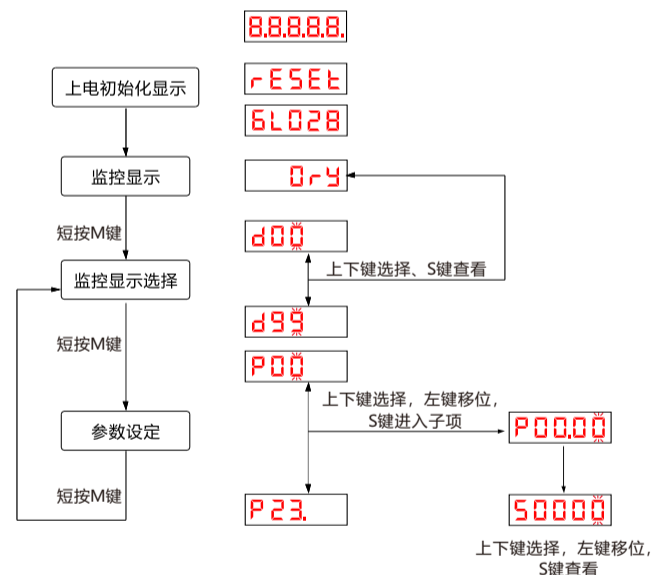 8.8.8.8.8.
上电初始化显示
rESEt
6L028
监控显示
0ry
短按M键
d00
监控显示选择
上下键选择、S键查看
d99
短按M键
P00
上下键选择，左键移位，
S键进入子项
参数设定
P00.00
短按M键
P23.
50000
上下键选择，左键移位，
S键查看